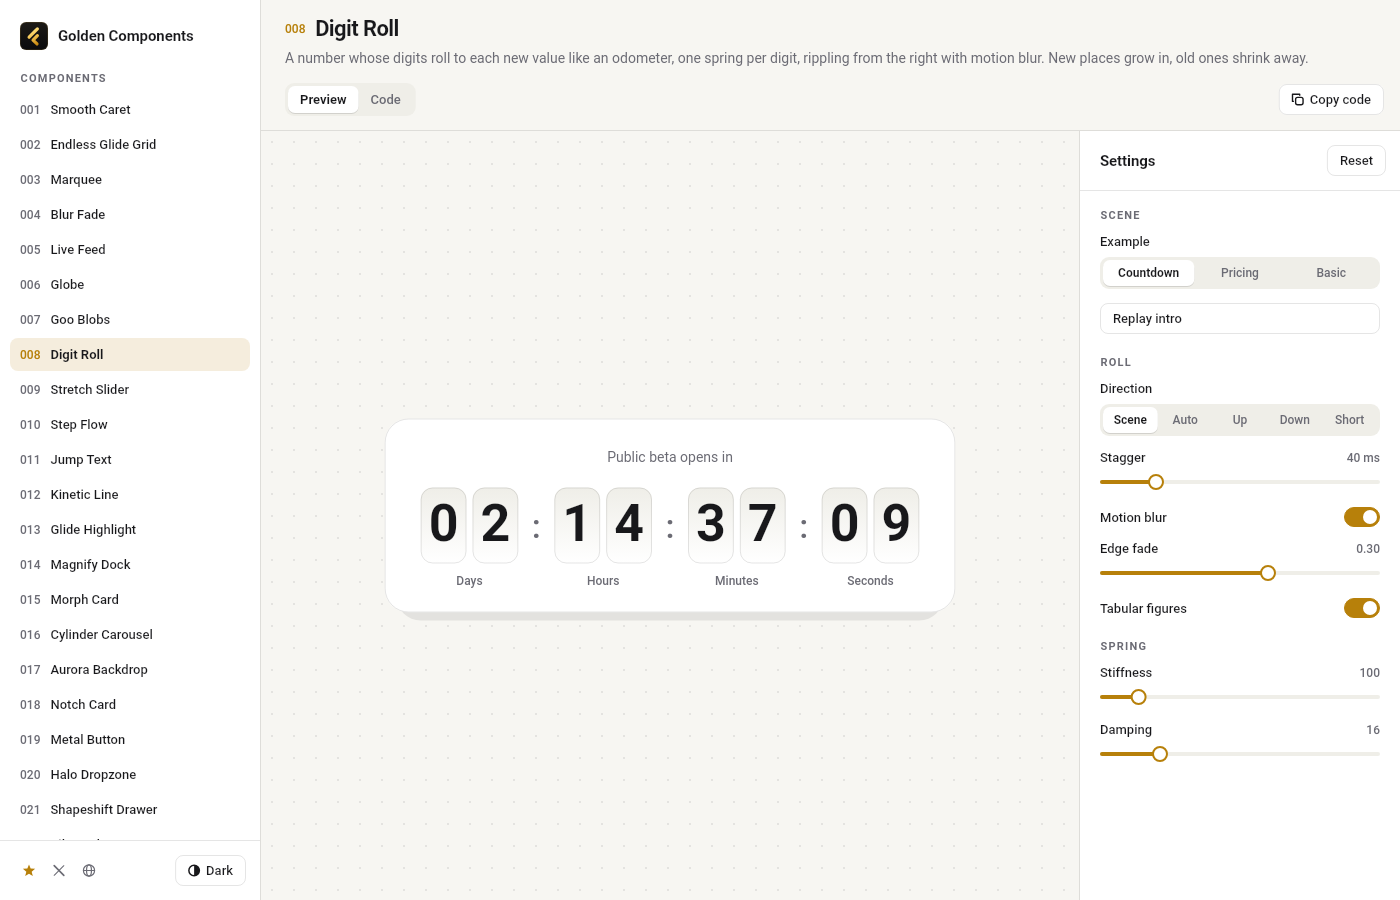 Golden Components
COMPONENTS
001 Smooth Caret
002 Endless Glide Grid
003 Marquee
004 Blur Fade
005 Live Feed
006 Globe
007 Goo Blobs
008 Digit Roll
009 Stretch Slider
010 Step Flow
011 Jump Text
012 Kinetic Line
013 Glide Highlight
014 Magnify Dock
015 Morph Card
016 Cylinder Carousel
017 Aurora Backdrop
018 Notch Card
019 Metal Button
020 Halo Dropzone
021 Shapeshift Drawer
Dark
008 Digit Roll
A number whose digits roll to each new value like an odometer, one spring per digit, rippling from the right with motion blur. New places grow in, old ones shrink away.
Preview Code
Copy code
Public beta opens in
02 : 14 : 37 : 09
Days Hours Minutes Seconds
Settings
Reset
SCENE
Example
Countdown Pricing Basic
Replay intro
ROLL
Direction
Scene Auto Up Down Short
Stagger 40 ms
Motion blur
Edge fade 0.30
Tabular figures
SPRING
Stiffness 100
Damping 16